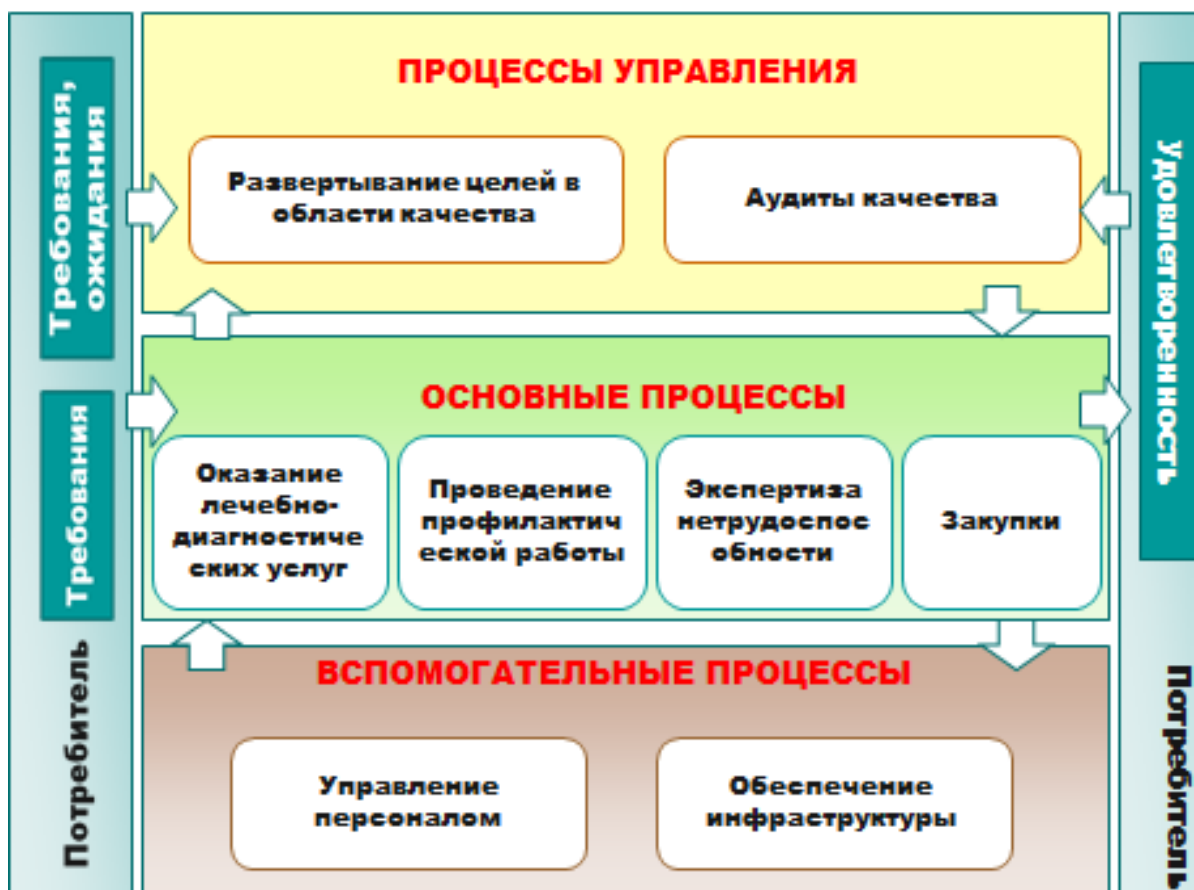 Требования,
ожидания
Требования
Потребитель
ПРОЦЕССЫ УПРАВЛЕНИЯ
Развертывание целей в
области качества
Аудиты качества
ОСНОВНЫЕ ПРОЦЕССЫ
Оказание
лечебно-
диагностиче
ских услуг
Проведение
профилактич
еской работы
Экспертиза
нетрудоспос
обности
Закупки
ВСПОМОГАТЕЛЬНЫЕ ПРОЦЕССЫ
Управление
персоналом
Обеспечение
инфраструктуры
Удовлетворенность
Потребитель